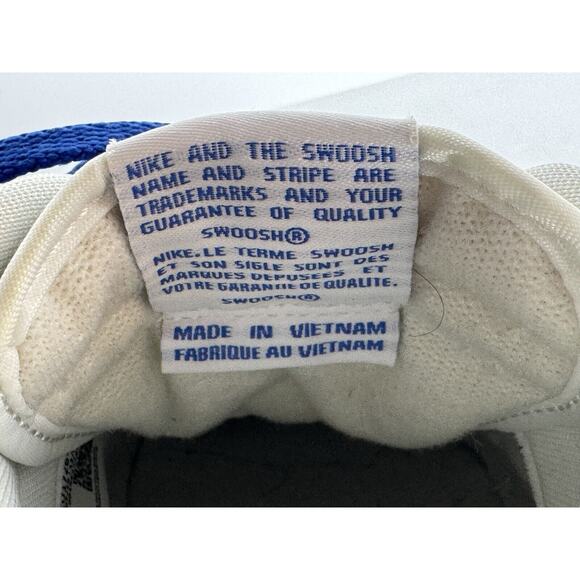 NIKE AND THE SWOOSH
NAME AND STRIPE ARE
TRADEMARKS AND YOUR
GUARANTEE OF QUALITY
SWOOSH®
NIKE. LE TERME SWOOSH
ET SON SIGLE SONT DES
MARQUES DEPUSEES ET
VOTRE GARANTIE DE QUALITE.
SWOOSH®
MADE IN VIETNAM
FABRIQUE AU VIETNAM